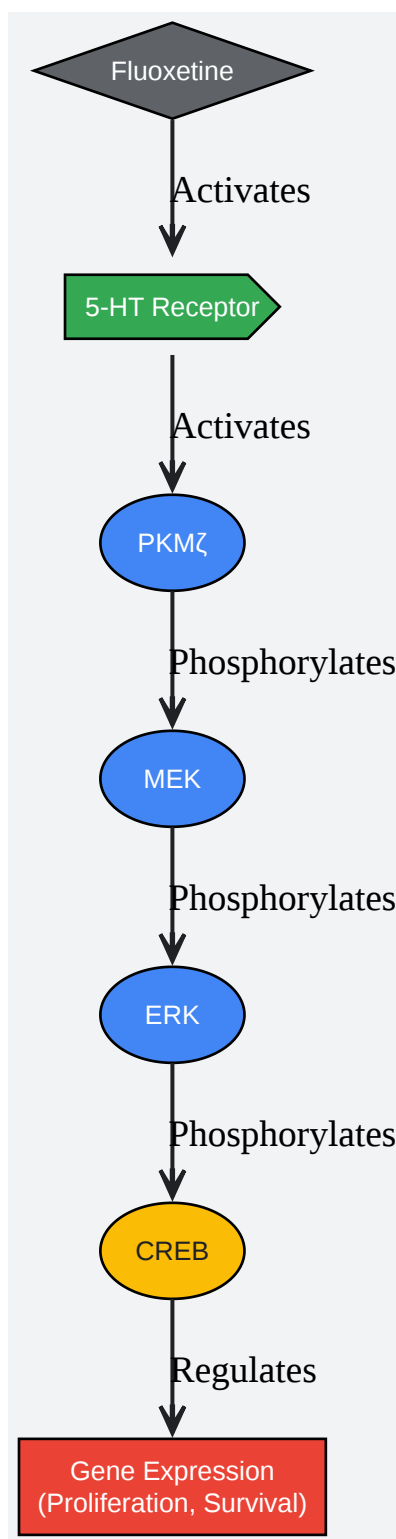 Fluoxetine
Activates
5-HT Receptor
Activates
PKMζ
Phosphorylates
MEK
Phosphorylates
ERK
Phosphorylates
CREB
Regulates
Gene Expression
(Proliferation, Survival)